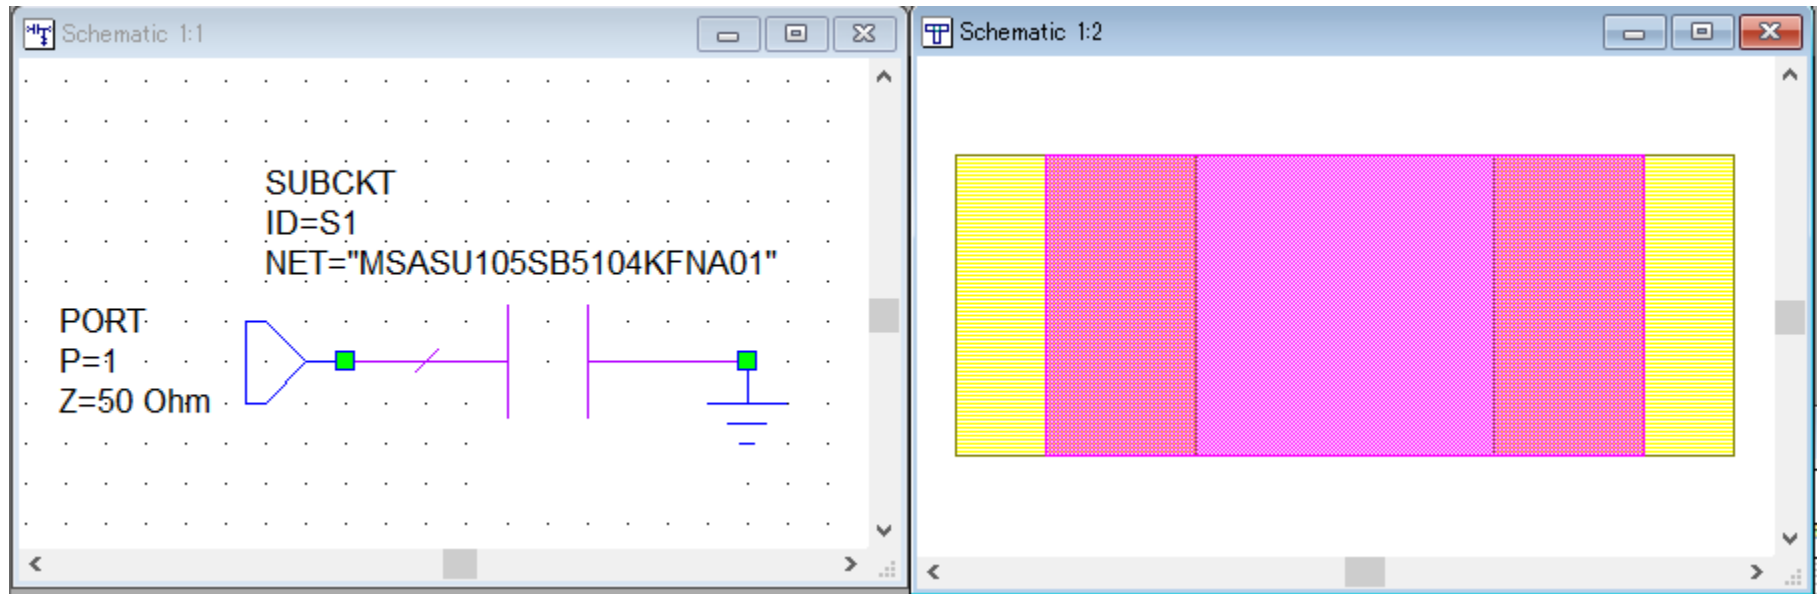 Schematic 1:1
SUBCKT
ID=S1
NET="MSASU105SB5104KFNA01"
PORT
P=1
Z=50 Ohm
Schematic 1:2